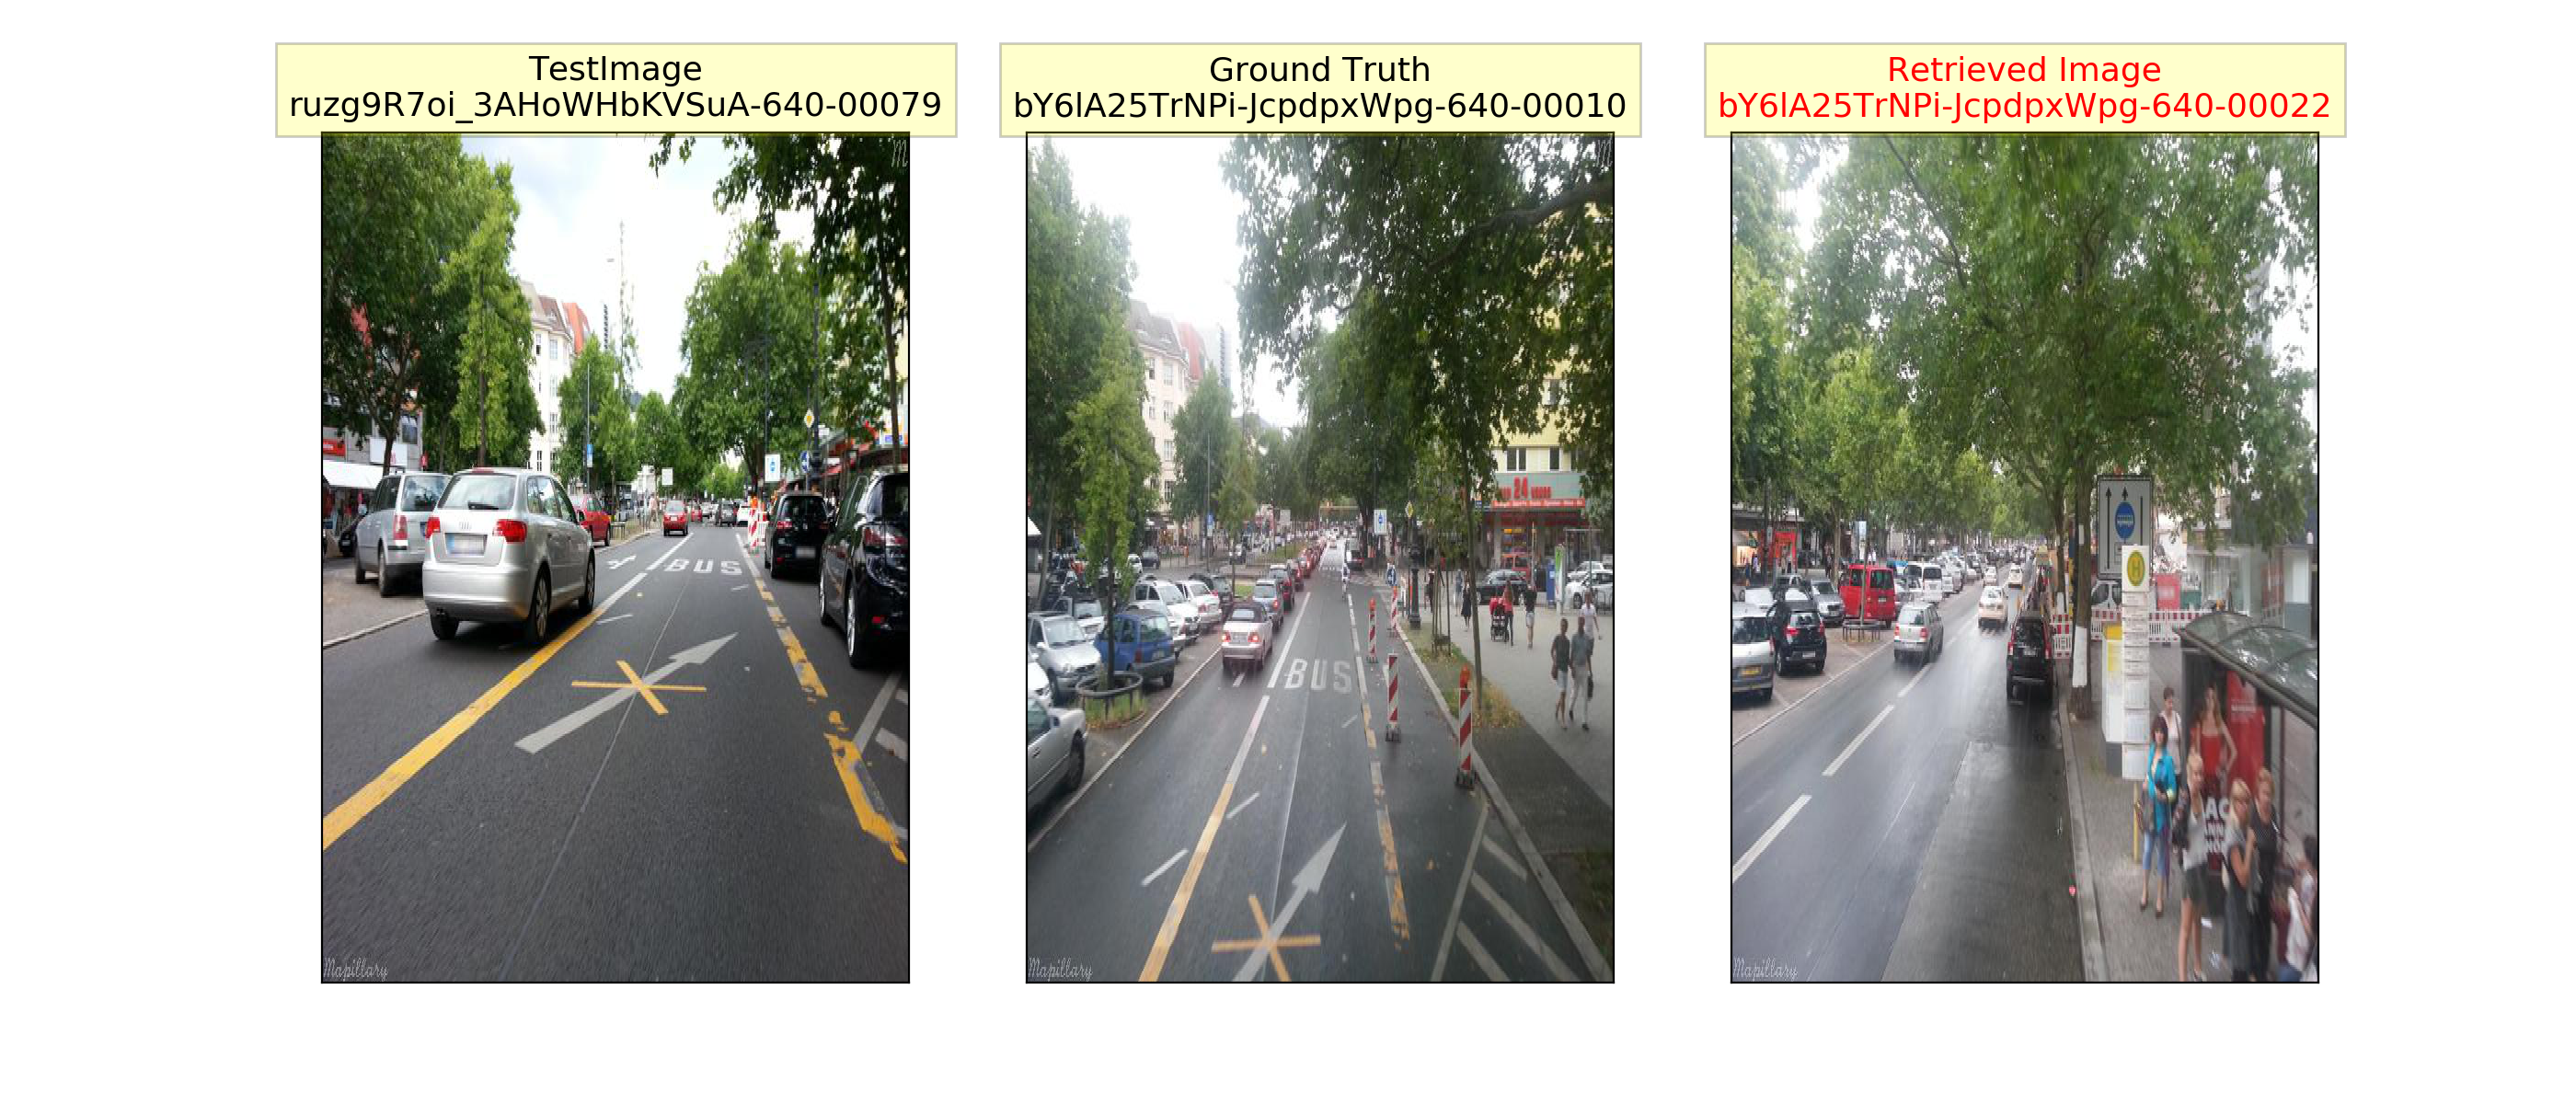 TestImage
ruzg9R7oi_3AHoWHbKVSuA-640-00079
Ground Truth
bY6lA25TrNPi-JcpdpxWpg-640-00010
Retrieved Image
bY6lA25TrNPi-JcpdpxWpg-640-00022
BUS
24
BUS
H
Mapillary
Mapillary
Mapillary